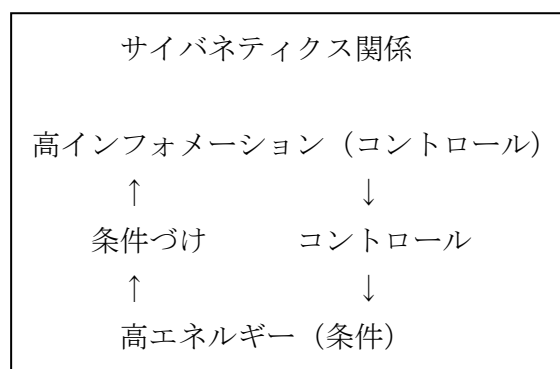 サイバネティクス関係
高インフォメーション（コントロール）
↑ ↓
条件づけ コントロール
↑ ↓
高エネルギー（条件）